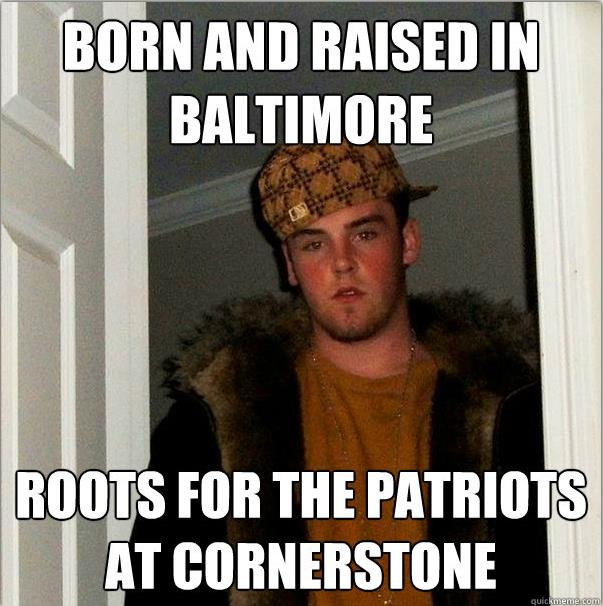 BORN AND RAISED IN
BALTIMORE
ROOTS FOR THE PATRIOTS
AT CORNERSTONE
quickmeme.com